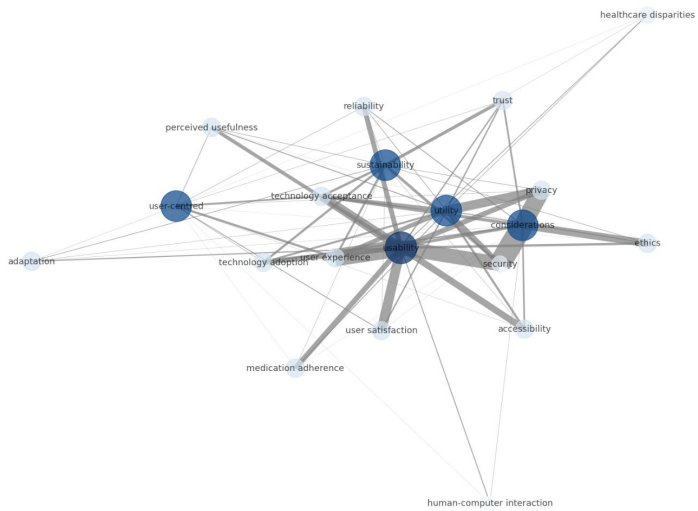 healthcare disparities
trust
reliability
perceived usefulness
sustainability
privacy
technology acceptance
user-centred
utility
considerations
ethics
usability
user experience
adaptation
technology adoption
security
accessibility
user satisfaction
medication adherence
human-computer interaction